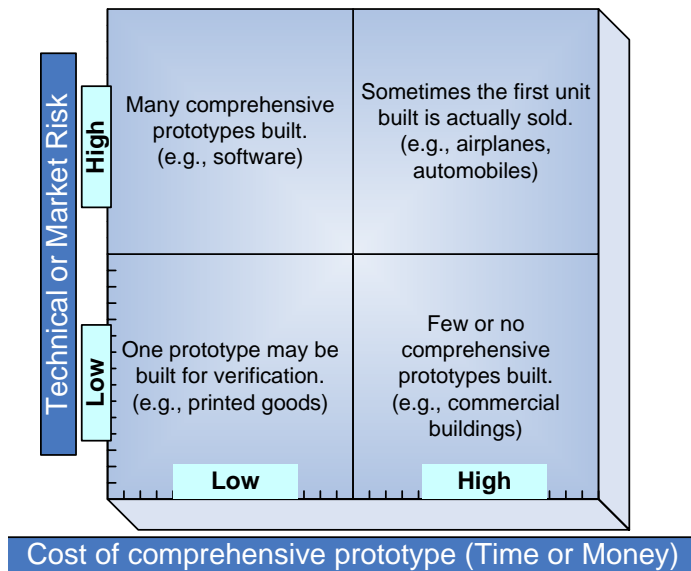 Technical or Market Risk
High
Many comprehensive
prototypes built.
(e.g., software)
Sometimes the first unit
built is actually sold.
(e.g., airplanes,
automobiles)
Low
One prototype may be
built for verification.
(e.g., printed goods)
Few or no
comprehensive
prototypes built.
(e.g., commercial
buildings)
Low
High
Cost of comprehensive prototype (Time or Money)